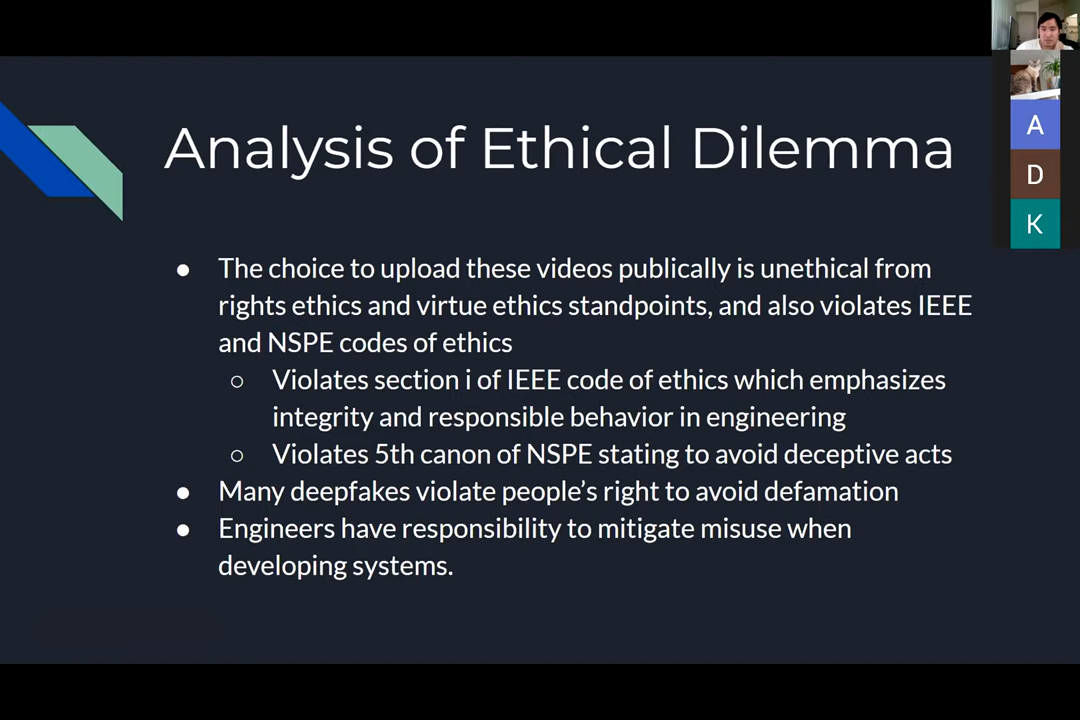 Analysis of Ethical Dilemma
● The choice to upload these videos publically is unethical from
rights ethics and virtue ethics standpoints, and also violates IEEE
and NSPE codes of ethics
○ Violates section i of IEEE code of ethics which emphasizes
integrity and responsible behavior in engineering
○ Violates 5th canon of NSPE stating to avoid deceptive acts
● Many deepfakes violate people’s right to avoid defamation
● Engineers have responsibility to mitigate misuse when
developing systems.
A
D
K